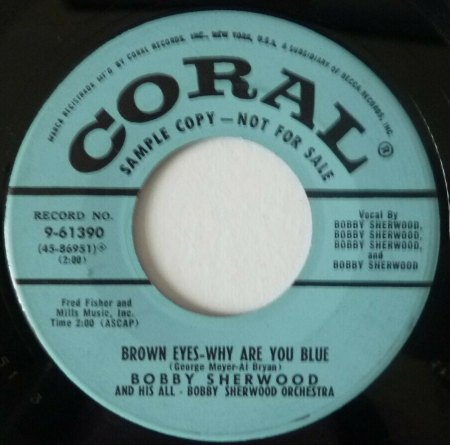 MARCA REGISTRADA MF'D BY CORAL RECORDS, INC., NEW YORK, U.S.A. A SUBSIDIARY OF DECCA RECORDS, INC.
CORAL®
SAMPLE COPY — NOT FOR SALE
RECORD NO.
9-61390
(45-86951)
(2:00)
Vocal By
BOBBY SHERWOOD,
BOBBY SHERWOOD,
BOBBY SHERWOOD,
and
BOBBY SHERWOOD
Fred Fisher and
Mills Music, Inc.
Time 2:00 (ASCAP)
BROWN EYES-WHY ARE YOU BLUE
(George Meyer-Al Bryan)
BOBBY SHERWOOD
AND HIS ALL - BOBBY SHERWOOD ORCHESTRA